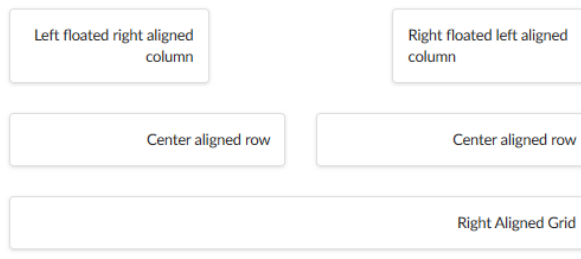 Left floated right aligned
column
Right floated left aligned
column
Center aligned row
Center aligned row
Right Aligned Grid